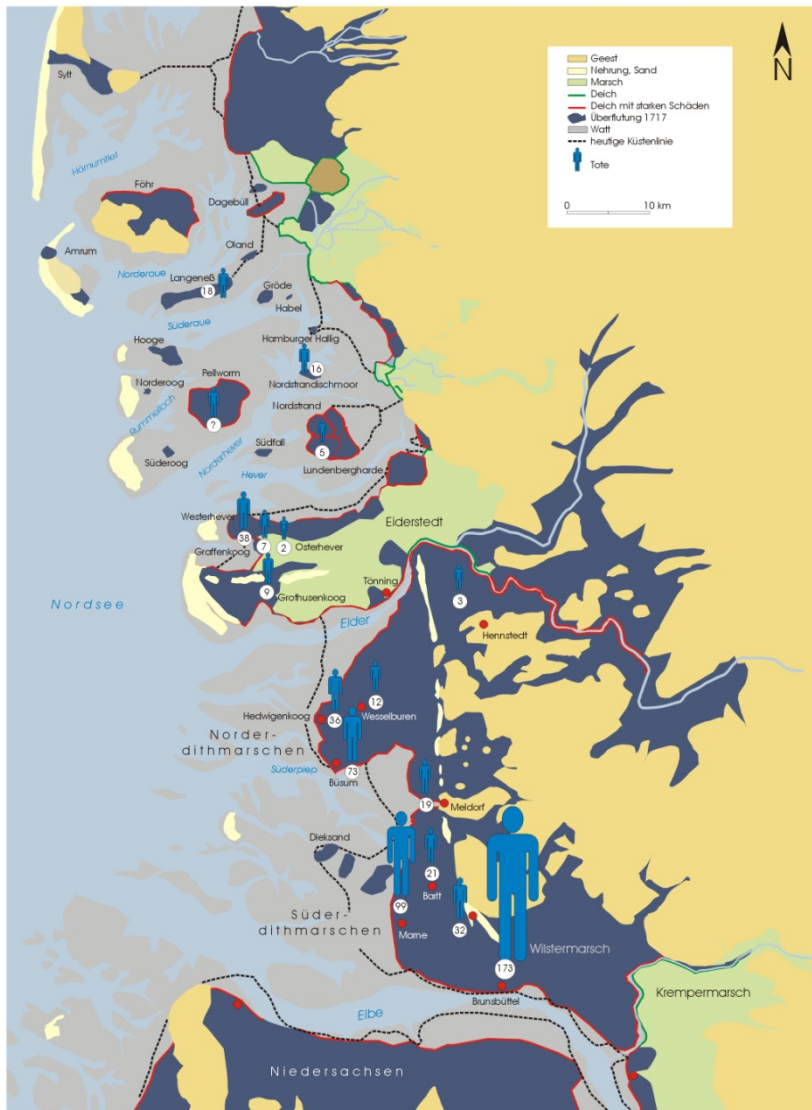 Geest
Nehrung, Sand
Marsch
Deich
Deich mit starken Schäden
Überflutung 1717
Watt
heutige Küstenlinie
Tote
0
10 km
N
Sylt
Hörnumtief
Föhr
Dagebüll
Amrum
Oland
Norderaue
Langeneß
18
Gröde
Habel
Süderaue
Hooge
Hamburger Hallig
16
Norderoog
Pellworm
Nordstrandischmoor
Rummelloch
?
Nordstrand
5
Süderoog
Norderhever
Südfall
Lundenbergharde
Hever
Westerhever
38
7
2
Osterhever
Eiderstedt
Graffenkoog
9
Grothusenkoog
Tönning
3
Nordsee
Eider
Hennstedt
12
Hedwigenkoog
36
Wesselburen
Norder-
dithmarschen
Süderpiep
73
Büsum
19
Meldorf
Dieksand
21
Barlt
99
32
Süder-
dithmarschen
Marne
Wilstermarsch
173
Brunsbüttel
Krempermarsch
Elbe
Niedersachsen